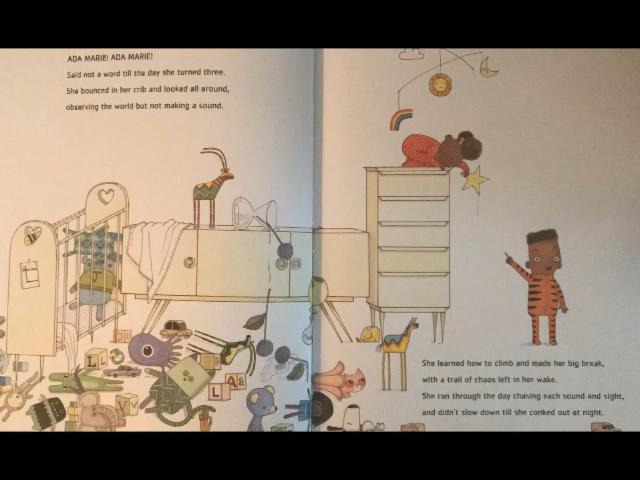 ADA MARIE! ADA MARIE!
Said not a word till the day she turned three.
She bounced in her crib and looked all around,
observing the world but not making a sound.
She learned how to climb and made her big break,
with a trail of chaos left in her wake.
She ran through the day chasing each sound and sight,
and didn't slow down till she conked out at night.
L
L A a